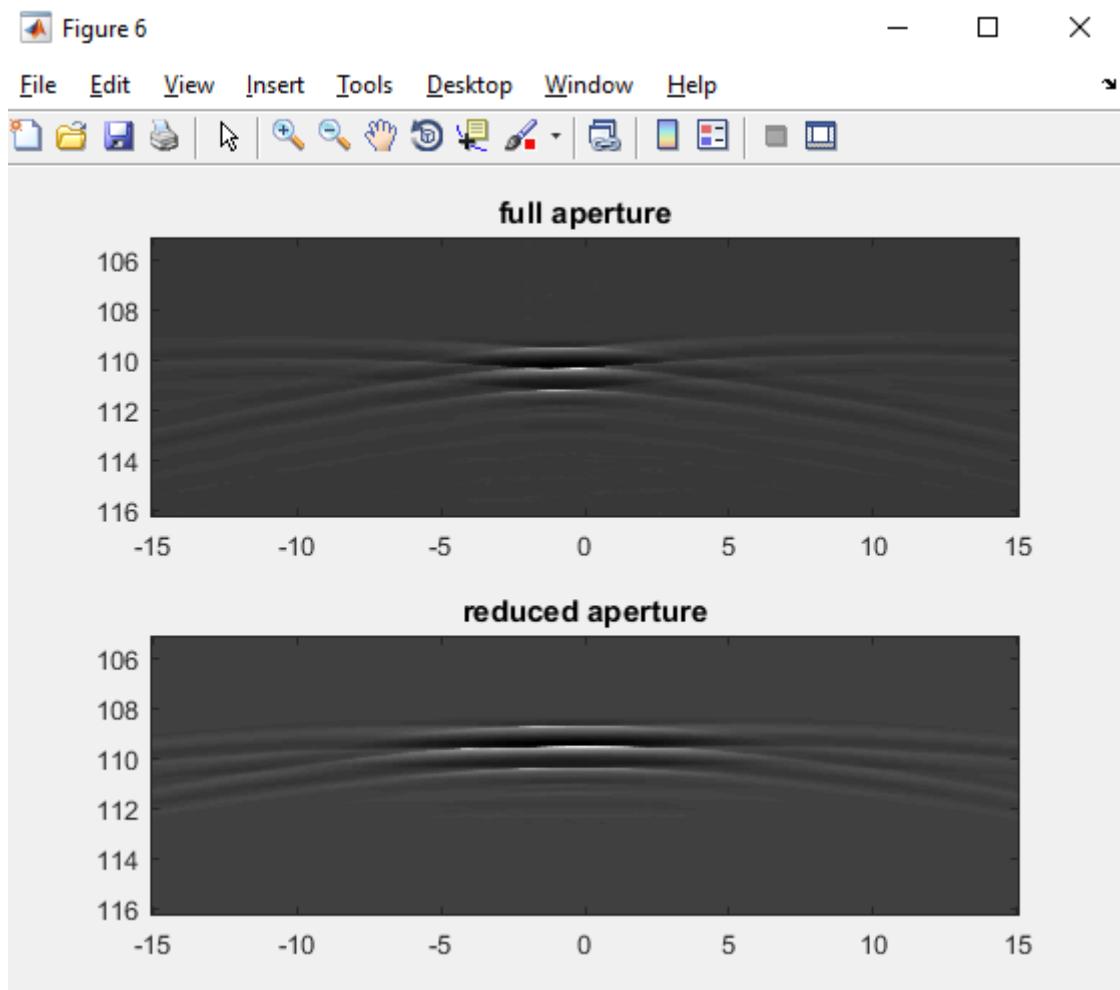 Figure 6
File Edit View Insert Tools Desktop Window Help
full aperture
106
108
110
112
114
116
-15 -10 -5 0 5 10 15
reduced aperture
106
108
110
112
114
116
-15 -10 -5 0 5 10 15